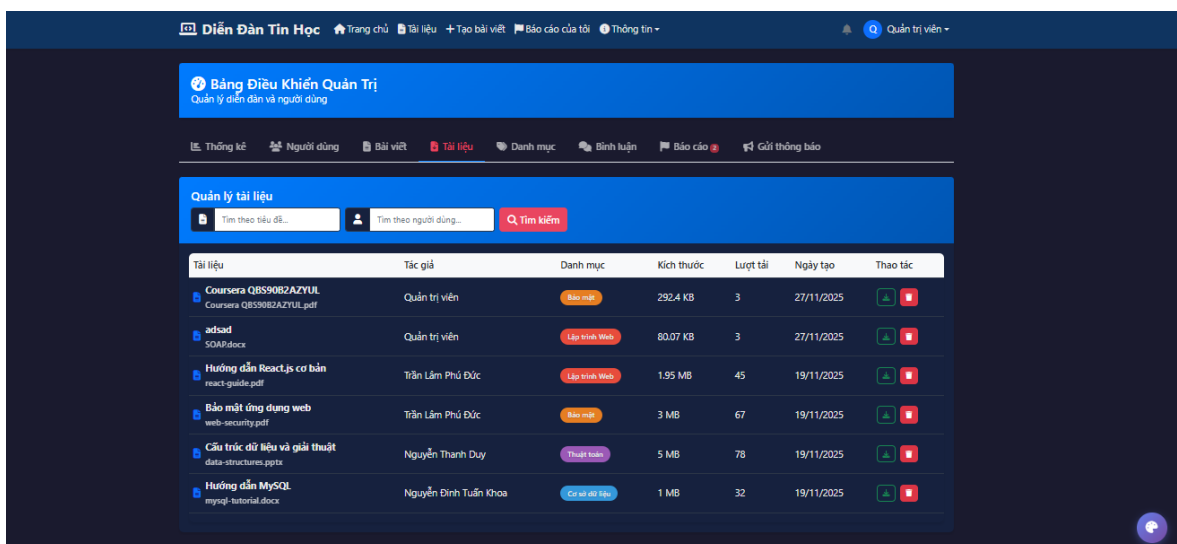 Diễn Đàn Tin Học Trang chủ Tài liệu Tạo bài viết Báo cáo của tôi Thông tin Q Quản trị viên
Bảng Điều Khiển Quản Trị
Quản lý diễn đàn và người dùng
Thống kê Người dùng Bài viết Tài liệu Danh mục Bình luận Báo cáo 2 Gửi thông báo
Quản lý tài liệu
Tìm theo tiêu đề... Tìm theo người dùng... Tìm kiếm
Tài liệu Tác giả Danh mục Kích thước Lượt tải Ngày tạo Thao tác
Coursera QBS90B2AZYUL
Coursera QBS90B2AZYUL.pdf
Quản trị viên Bảo mật 292.4 KB 3 27/11/2025
adsad
SOAP.docx
Quản trị viên Lập trình Web 80.07 KB 3 27/11/2025
Hướng dẫn React.js cơ bản
react-guide.pdf
Trần Lâm Phú Đức Lập trình Web 1.95 MB 45 19/11/2025
Bảo mật ứng dụng web
web-security.pdf
Trần Lâm Phú Đức Bảo mật 3 MB 67 19/11/2025
Cấu trúc dữ liệu và giải thuật
data-structures.pptx
Nguyễn Thanh Duy Thuật toán 5 MB 78 19/11/2025
Hướng dẫn MySQL
mysql-tutorial.docx
Nguyễn Đình Tuấn Khoa Cơ sở dữ liệu 1 MB 32 19/11/2025